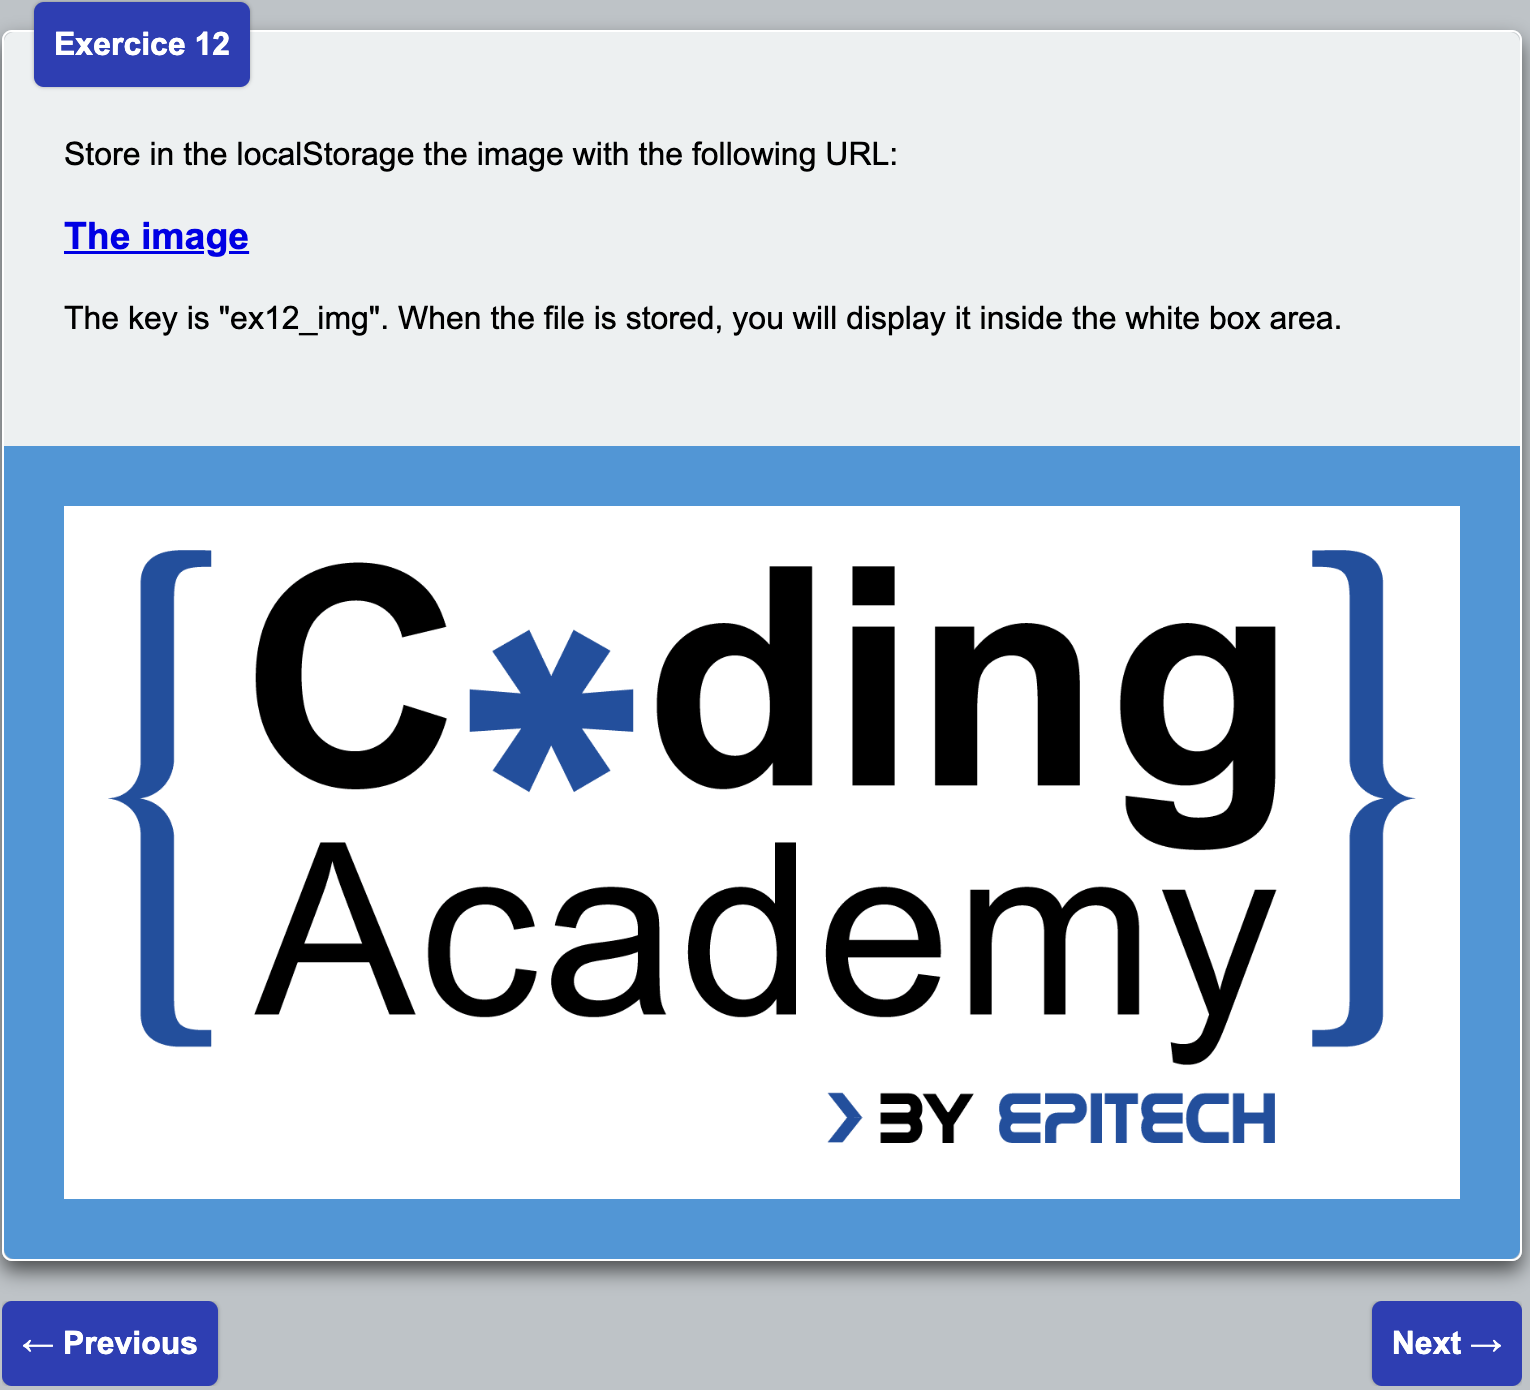 Exercice 12
Store in the localStorage the image with the following URL:
The image
The key is "ex12_img". When the file is stored, you will display it inside the white box area.
{ C*ding }
Academy
> BY EPITECH
← Previous
Next →